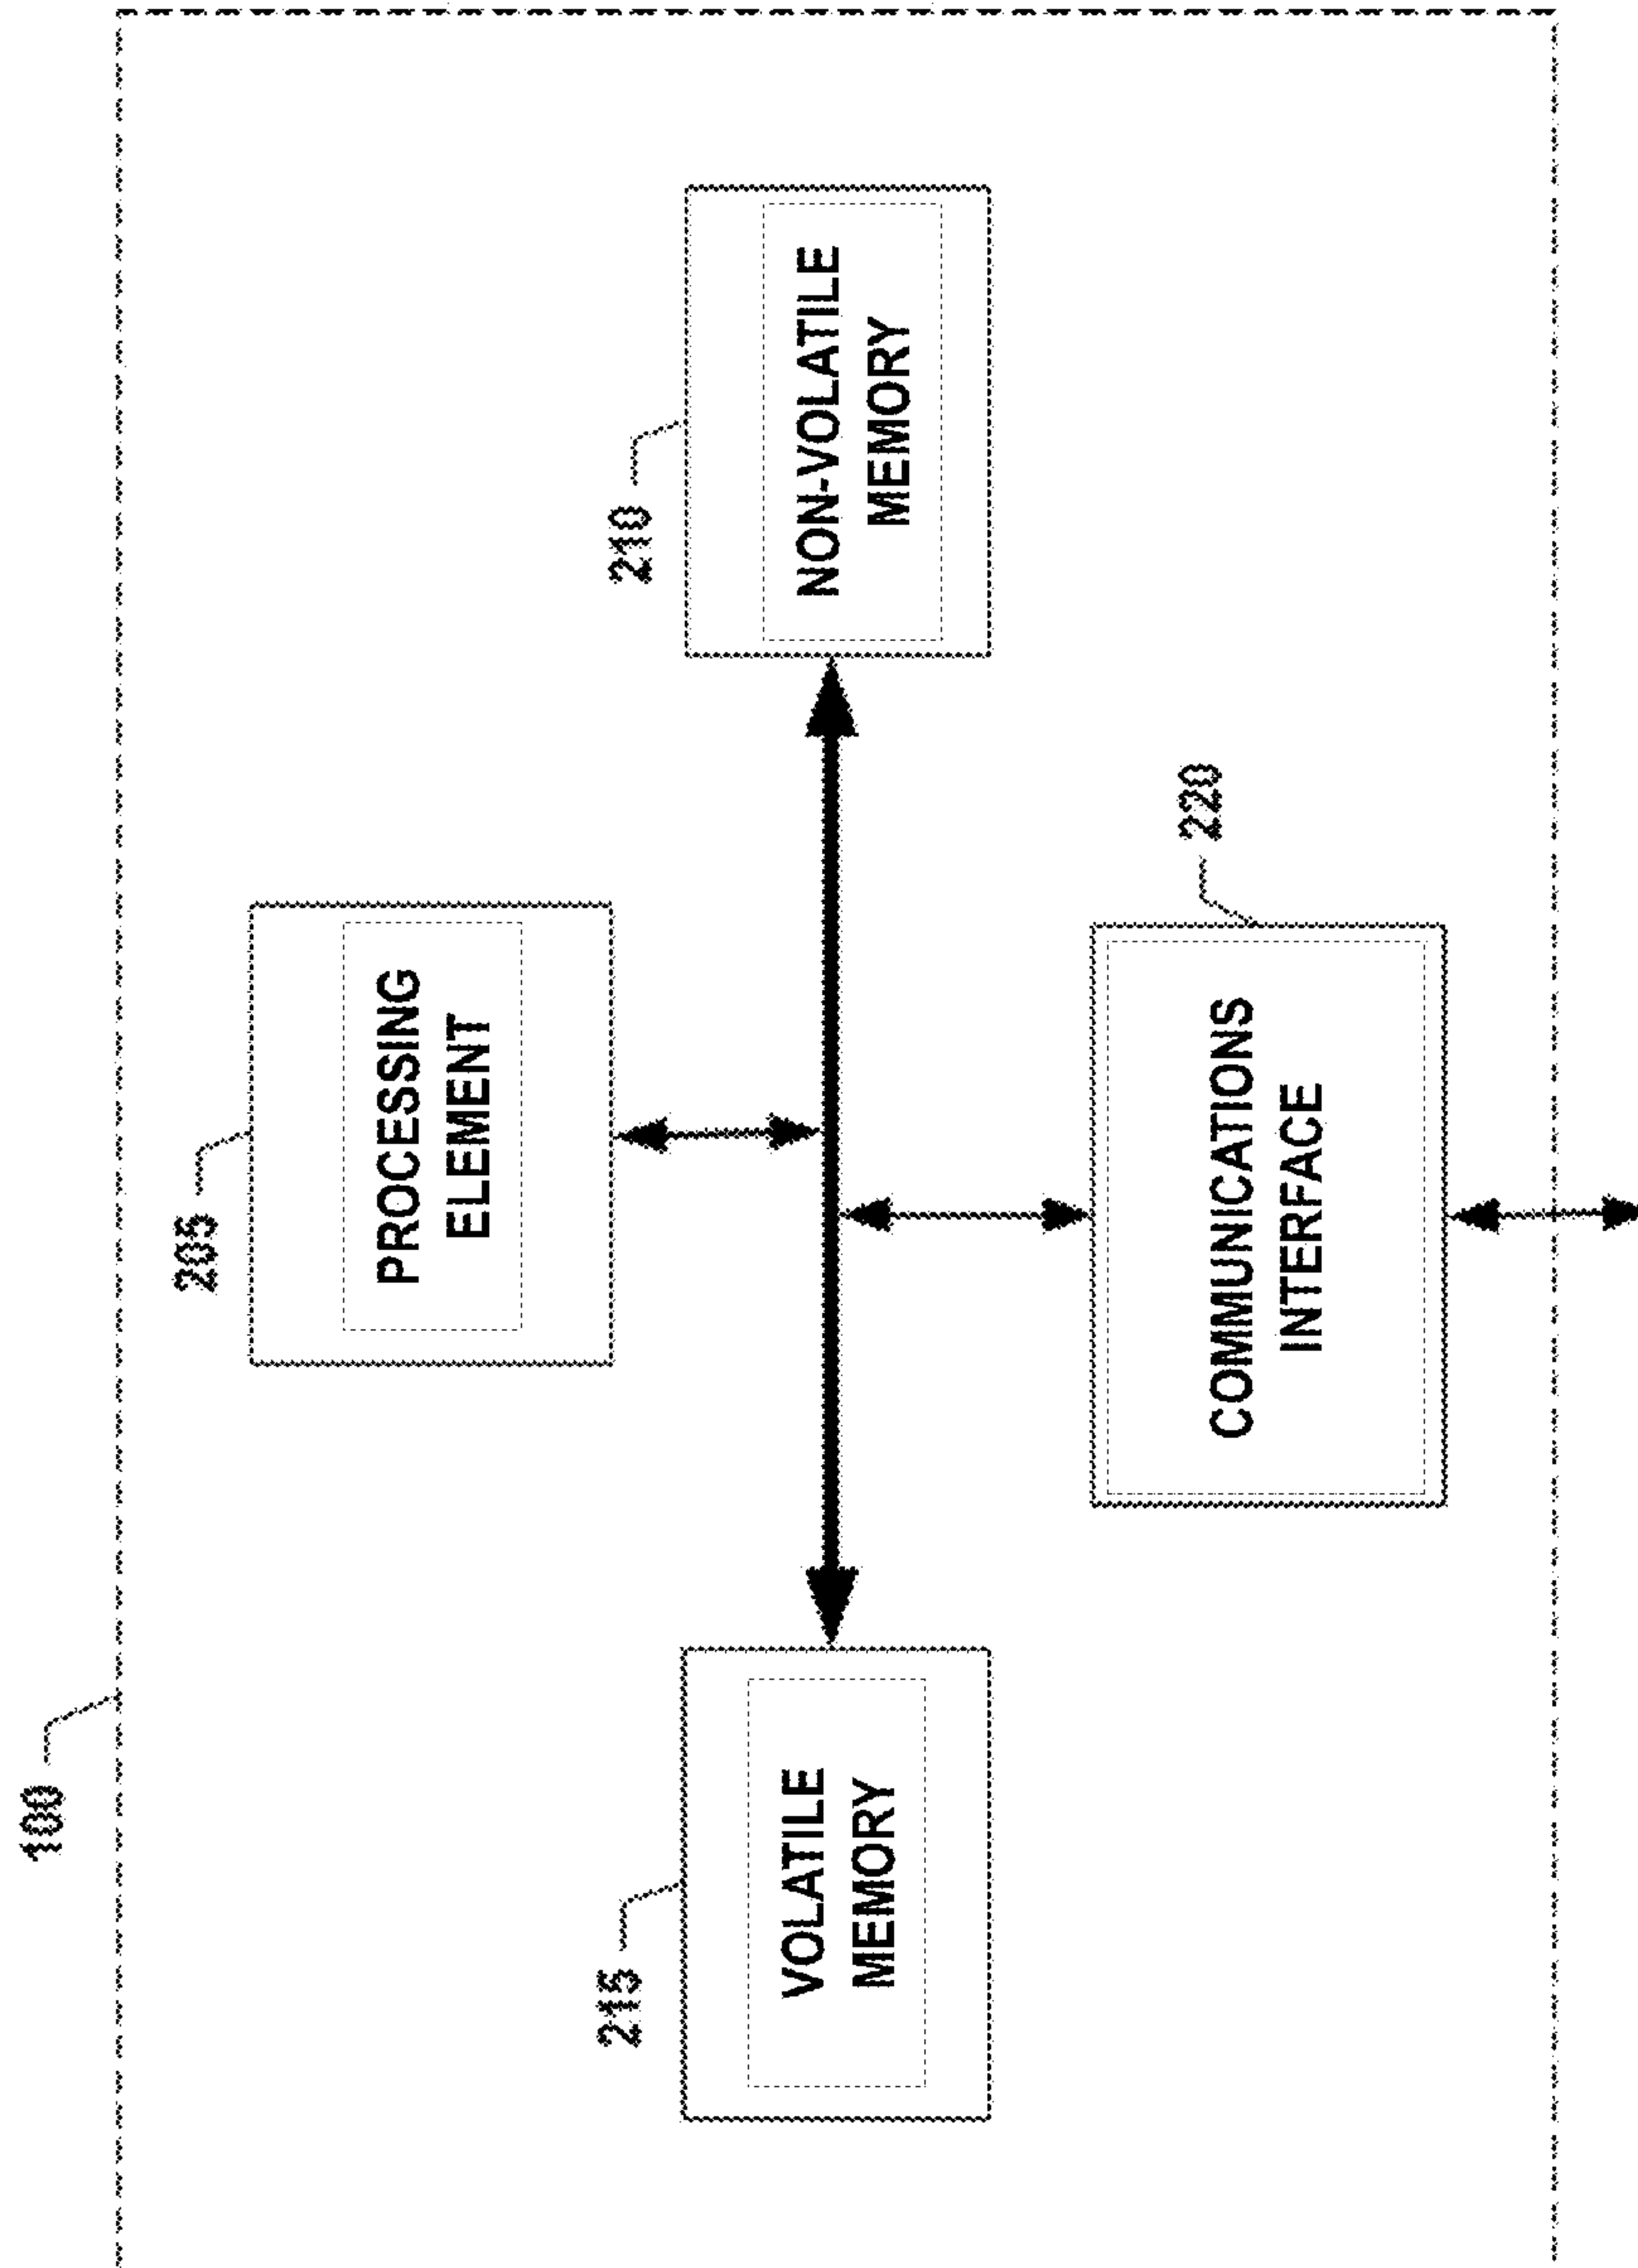 100
205
PROCESSING
ELEMENT
215
VOLATILE
MEMORY
210
NON-VOLATILE
MEMORY
220
COMMUNICATIONS
INTERFACE